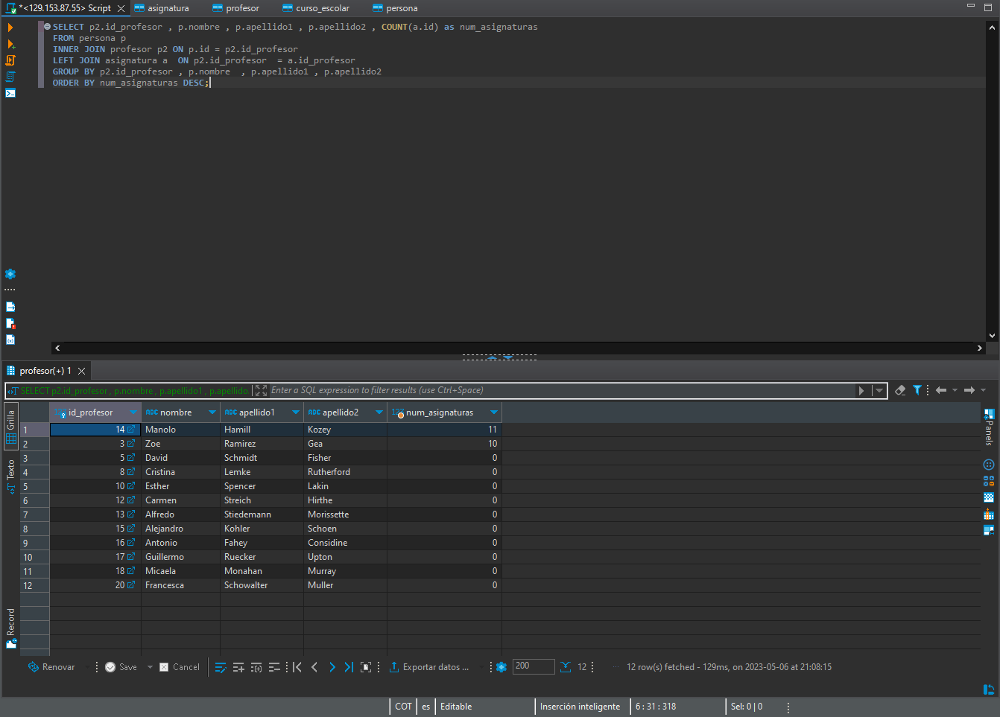 *<129.153.87.55> Script asignatura profesor curso_escolar persona
SELECT p2.id_profesor , p.nombre , p.apellido1 , p.apellido2 , COUNT(a.id) as num_asignaturas
FROM persona p
INNER JOIN profesor p2 ON p.id = p2.id_profesor
LEFT JOIN asignatura a  ON p2.id_profesor  = a.id_profesor
GROUP BY p2.id_profesor , p.nombre  , p.apellido1 , p.apellido2
ORDER BY num_asignaturas DESC;
profesor(+) 1
SELECT p2.id_profesor , p.nombre , p.apellido1 , p.apellido Enter a SQL expression to filter results (use Ctrl+Space)
Grilla
Texto
Record
Panels
id_profesor ABC nombre ABC apellido1 ABC apellido2 123 num_asignaturas
1 14 Manolo Hamill Kozey 11
2 3 Zoe Ramirez Gea 10
3 5 David Schmidt Fisher 0
4 8 Cristina Lemke Rutherford 0
5 10 Esther Spencer Lakin 0
6 12 Carmen Streich Hirthe 0
7 13 Alfredo Stiedemann Morissette 0
8 15 Alejandro Kohler Schoen 0
9 16 Antonio Fahey Considine 0
10 17 Guillermo Ruecker Upton 0
11 18 Micaela Monahan Murray 0
12 20 Francesca Schowalter Muller 0
Renovar Save Cancel Exportar datos ... 200 12 12 row(s) fetched - 129ms, on 2023-05-06 at 21:08:15
COT es Editable Inserción inteligente 6 : 31 : 318 Sel: 0 | 0